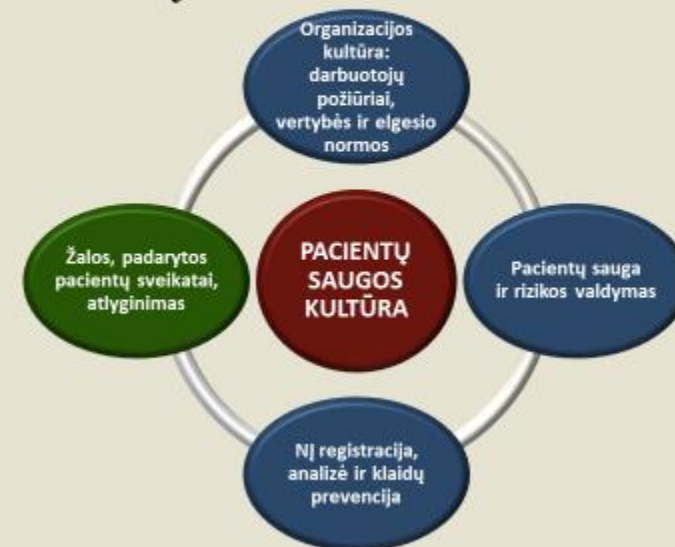 Organizacijos
kultūra:
darbuotojų
požiūriai,
vertybės ir elgesio
normos
Žalos, padarytos
pacientų sveikatai,
atlyginimas
PACIENTŲ
SAUGOS
KULTŪRA
Pacientų sauga
ir rizikos valdymas
NĮ registracija,
analizė ir klaidų
prevencija